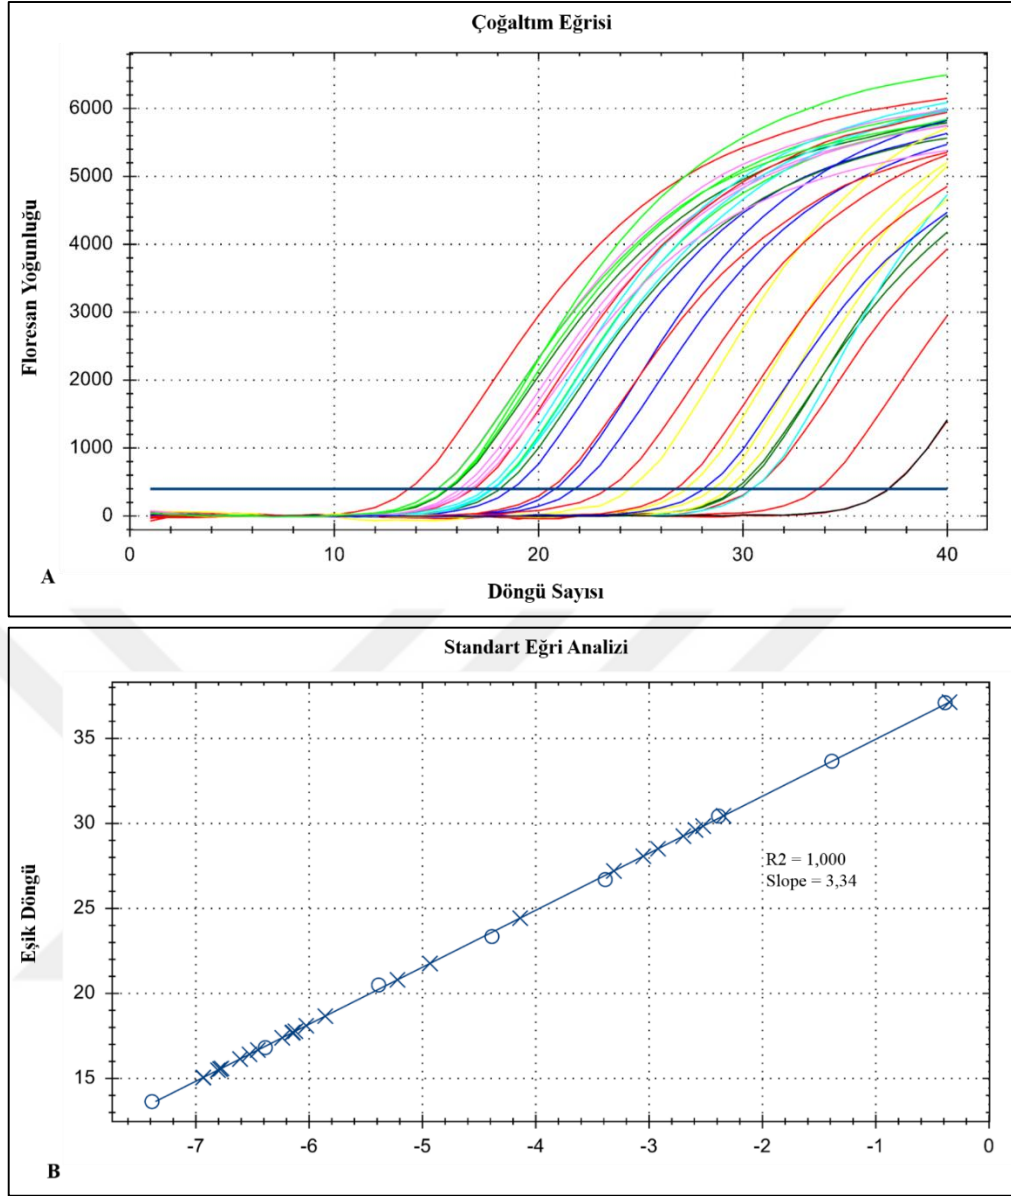 Çoğaltım Eğrisi
6000
5000
4000
3000
2000
1000
0
Floresan Yoğunluğu
0 10 20 30 40
A
Döngü Sayısı
Standart Eğri Analizi
35
30
25
20
15
Eşik Döngü
R2 = 1,000
Slope = 3,34
-7 -6 -5 -4 -3 -2 -1 0
B